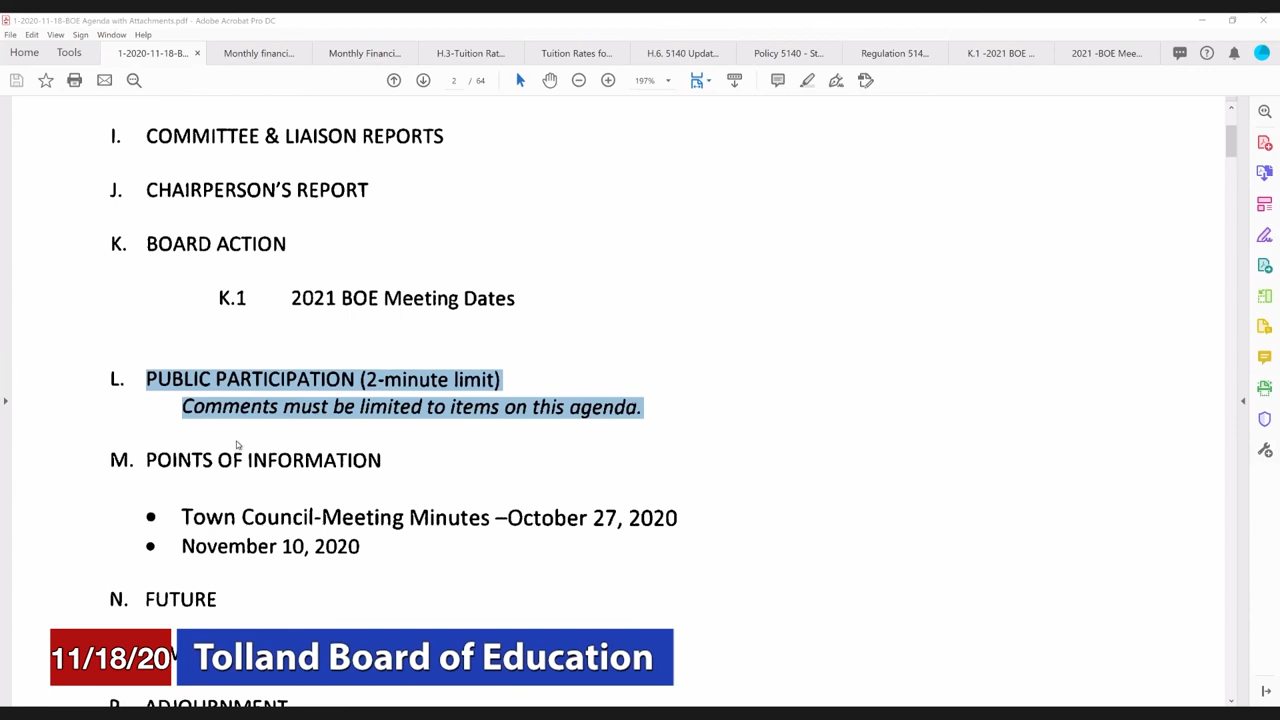 1-2020-11-18-BOE Agenda with Attachments.pdf - Adobe Acrobat Pro DC
File Edit View Sign Window Help
Home Tools 1-2020-11-18-B... × Monthly financi... Monthly Financi... H.3-Tuition Rat... Tuition Rates fo... H.6. 5140 Updat... Policy 5140 - St... Regulation 514... K.1 -2021 BOE ... 2021 -BOE Mee...
2 / 64 197%
I. COMMITTEE & LIAISON REPORTS
J. CHAIRPERSON'S REPORT
K. BOARD ACTION
K.1 2021 BOE Meeting Dates
L. PUBLIC PARTICIPATION (2-minute limit)
Comments must be limited to items on this agenda.
M. POINTS OF INFORMATION
• Town Council-Meeting Minutes –October 27, 2020
• November 10, 2020
N. FUTURE
11/18/20 Tolland Board of Education
ADJOURNMENT